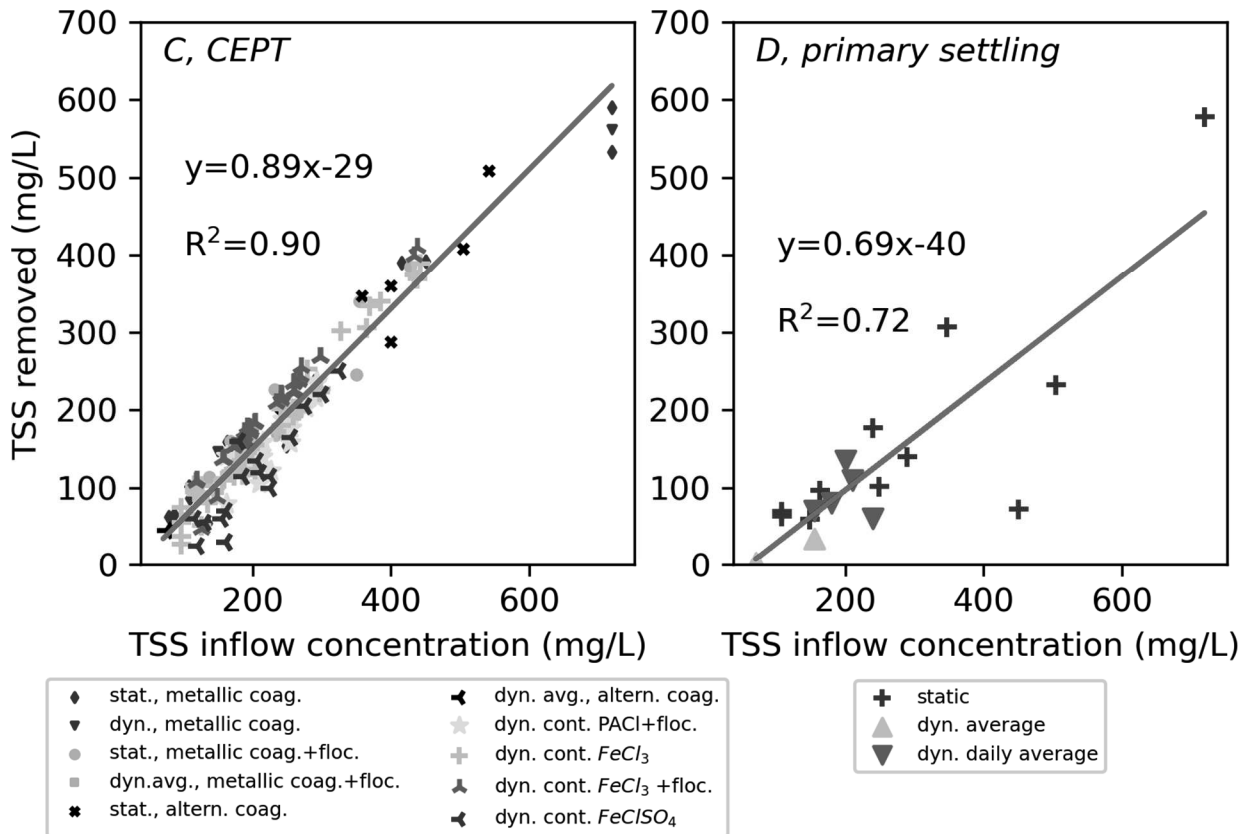 C, CEPT
D, primary settling
700
600
500
400
300
200
100
0
TSS removed (mg/L)
y=0.89x-29
R²=0.90
200
400
600
TSS inflow concentration (mg/L)
700
600
500
400
300
200
100
0
y=0.69x-40
R²=0.72
200
400
600
TSS inflow concentration (mg/L)
stat., metallic coag.
dyn., metallic coag.
stat., metallic coag.+floc.
dyn.avg., metallic coag.+floc.
stat., altern. coag.
dyn. avg., altern. coag.
dyn. cont. PACl+floc.
dyn. cont. FeCl₃
dyn. cont. FeCl₃ +floc.
dyn. cont. FeClSO₄
static
dyn. average
dyn. daily average